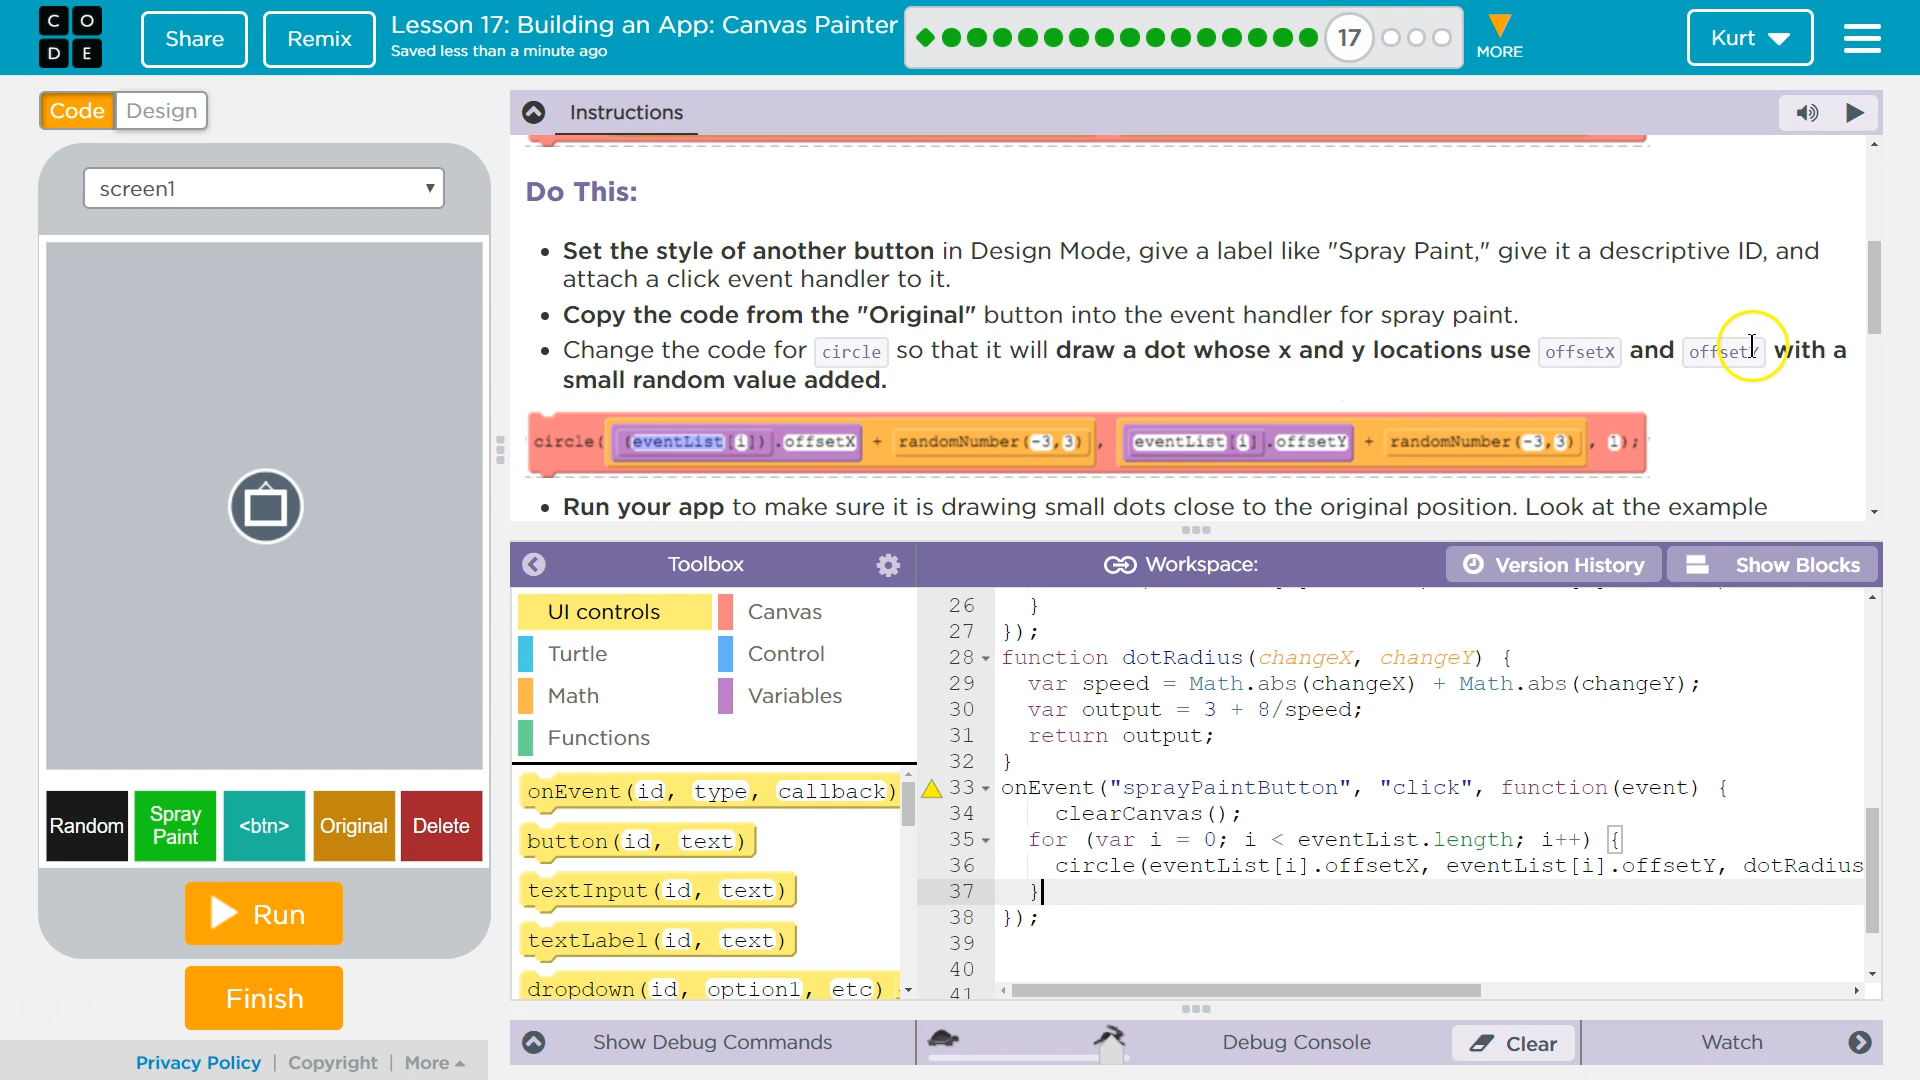 C O D E
Share
Remix
Lesson 17: Building an App: Canvas Painter
Saved less than a minute ago
17
MORE
Kurt
Code
Design
screen1
Random
Spray Paint
<btn>
Original
Delete
Run
Finish
Privacy Policy | Copyright | More
Instructions
Do This:
• Set the style of another button in Design Mode, give a label like "Spray Paint," give it a descriptive ID, and
attach a click event handler to it.
• Copy the code from the "Original" button into the event handler for spray paint.
• Change the code for circle so that it will draw a dot whose x and y locations use offsetX and offsetY with a
small random value added.
circle( (eventList[i]).offsetX + randomNumber(-3,3) , eventList[i].offsetY + randomNumber(-3,3) , 1);
• Run your app to make sure it is drawing small dots close to the original position. Look at the example
Toolbox
Workspace:
Version History
Show Blocks
UI controls
Canvas
Turtle
Control
Math
Variables
Functions
onEvent(id, type, callback)
button(id, text)
textInput(id, text)
textLabel(id, text)
dropdown(id, option1, etc)
26 }
27 });
28 function dotRadius(changeX, changeY) {
29 var speed = Math.abs(changeX) + Math.abs(changeY);
30 var output = 3 + 8/speed;
31 return output;
32 }
33 onEvent("sprayPaintButton", "click", function(event) {
34 clearCanvas();
35 for (var i = 0; i < eventList.length; i++) {
36 circle(eventList[i].offsetX, eventList[i].offsetY, dotRadius
37 }
38 });
39
40
41
Show Debug Commands
Debug Console
Clear
Watch